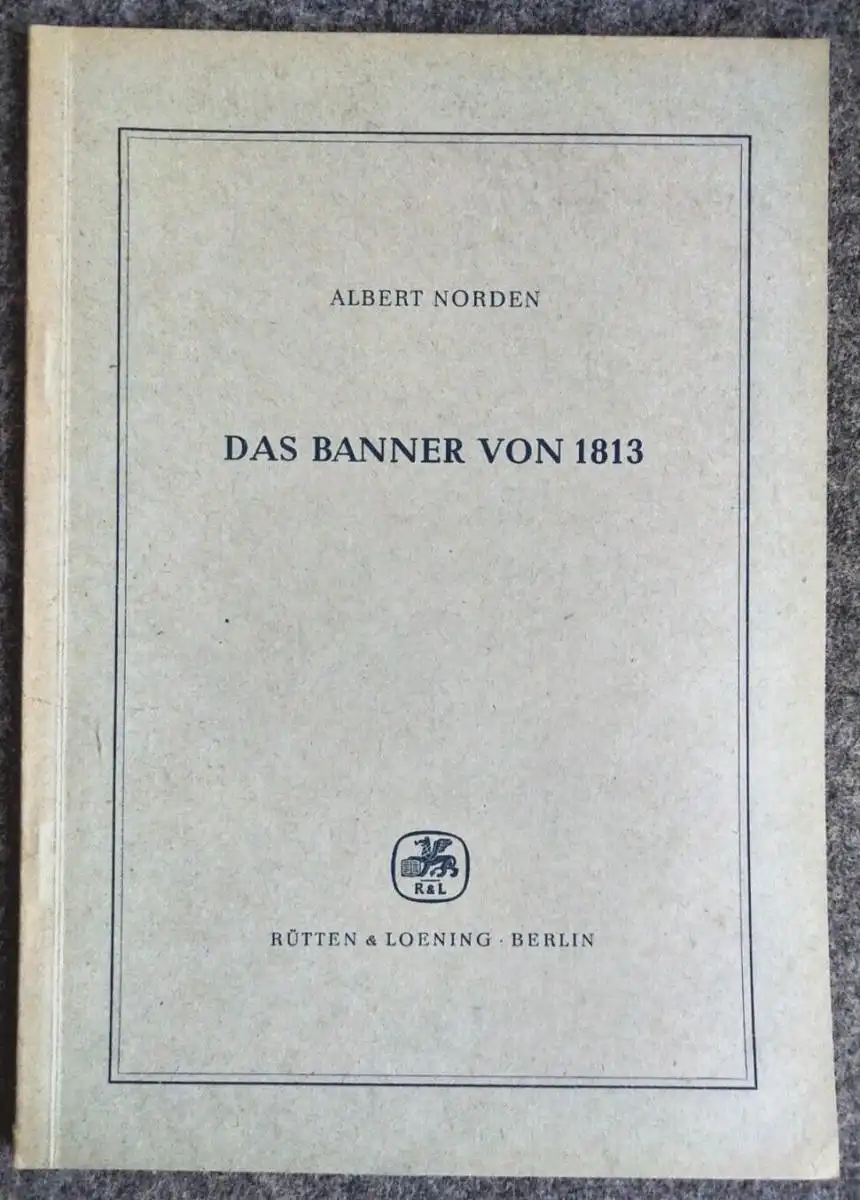 ALBERT NORDEN
DAS BANNER VON 1813
R&L
RÜTTEN & LOENING · BERLIN